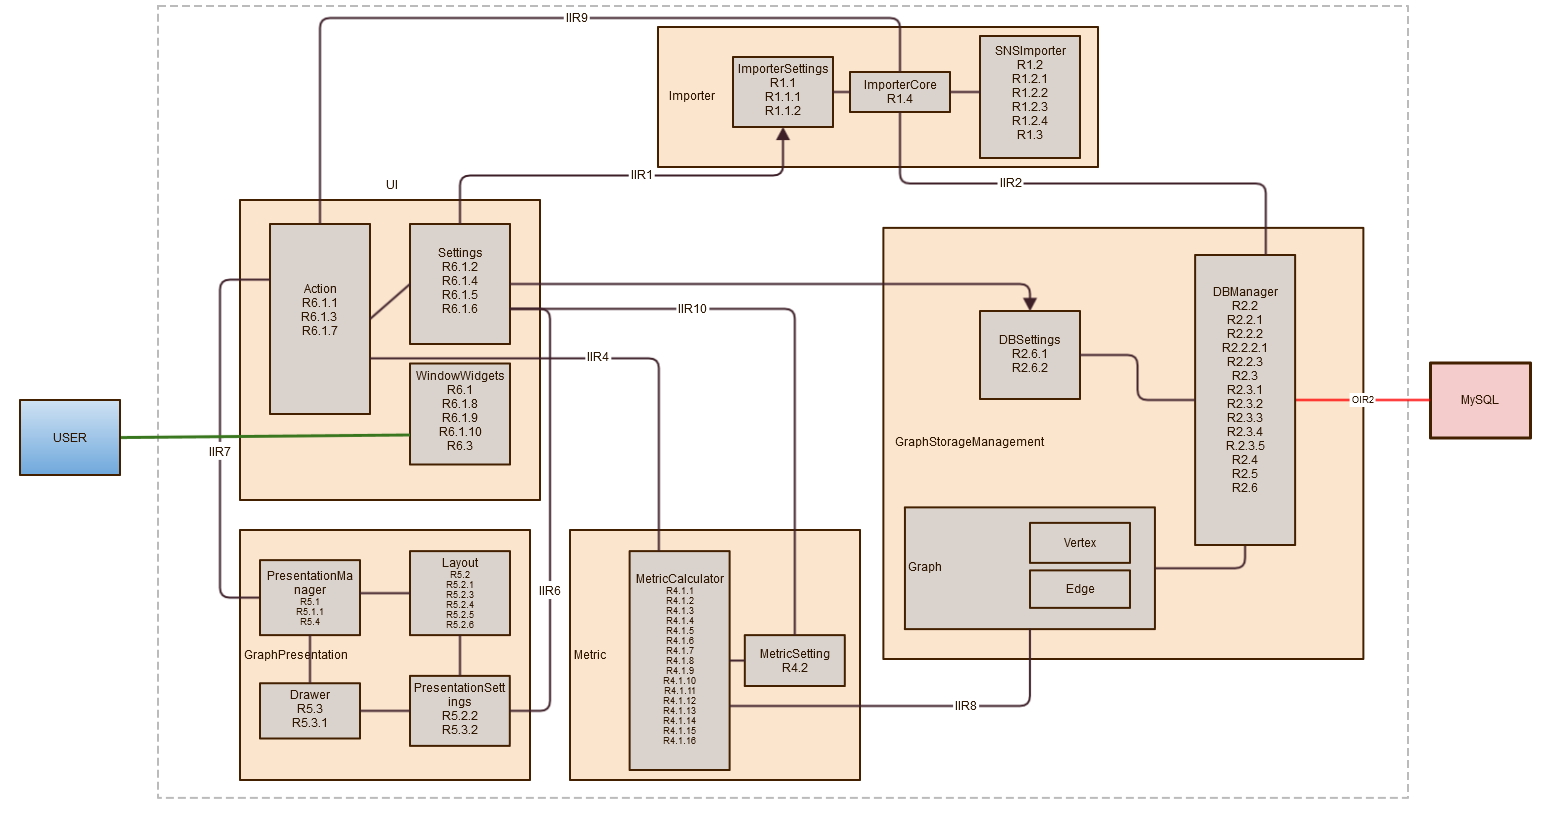 IIR9
Importer
ImporterSettings
R1.1
R1.1.1
R1.1.2
ImporterCore
R1.4
SNSImporter
R1.2
R1.2.1
R1.2.2
R1.2.3
R1.2.4
R1.3
IIR1
IIR2
UI
Action
R6.1.1
R6.1.3
R6.1.7
Settings
R6.1.2
R6.1.4
R6.1.5
R6.1.6
WindowWidgets
R6.1
R6.1.8
R6.1.9
R6.1.10
R6.3
IIR10
IIR4
USER
IIR7
DBSettings
R2.6.1
R2.6.2
DBManager
R2.2
R2.2.1
R2.2.2
R2.2.2.1
R2.2.3
R2.3
R2.3.1
R2.3.2
R2.3.3
R2.3.4
R.2.3.5
R2.4
R2.5
R2.6
GraphStorageManagement
OIR2
MySQL
Graph
Vertex
Edge
PresentationMa
nager
R5.1
R5.1.1
R5.4
Layout
R5.2
R5.2.1
R5.2.3
R5.2.4
R5.2.5
R5.2.6
GraphPresentation
Drawer
R5.3
R5.3.1
PresentationSett
ings
R5.2.2
R5.3.2
IIR6
Metric
MetricCalculator
R4.1.1
R4.1.2
R4.1.3
R4.1.4
R4.1.5
R4.1.6
R4.1.7
R4.1.8
R4.1.9
R4.1.10
R4.1.11
R4.1.12
R4.1.13
R4.1.14
R4.1.15
R4.1.16
MetricSetting
R4.2
IIR8